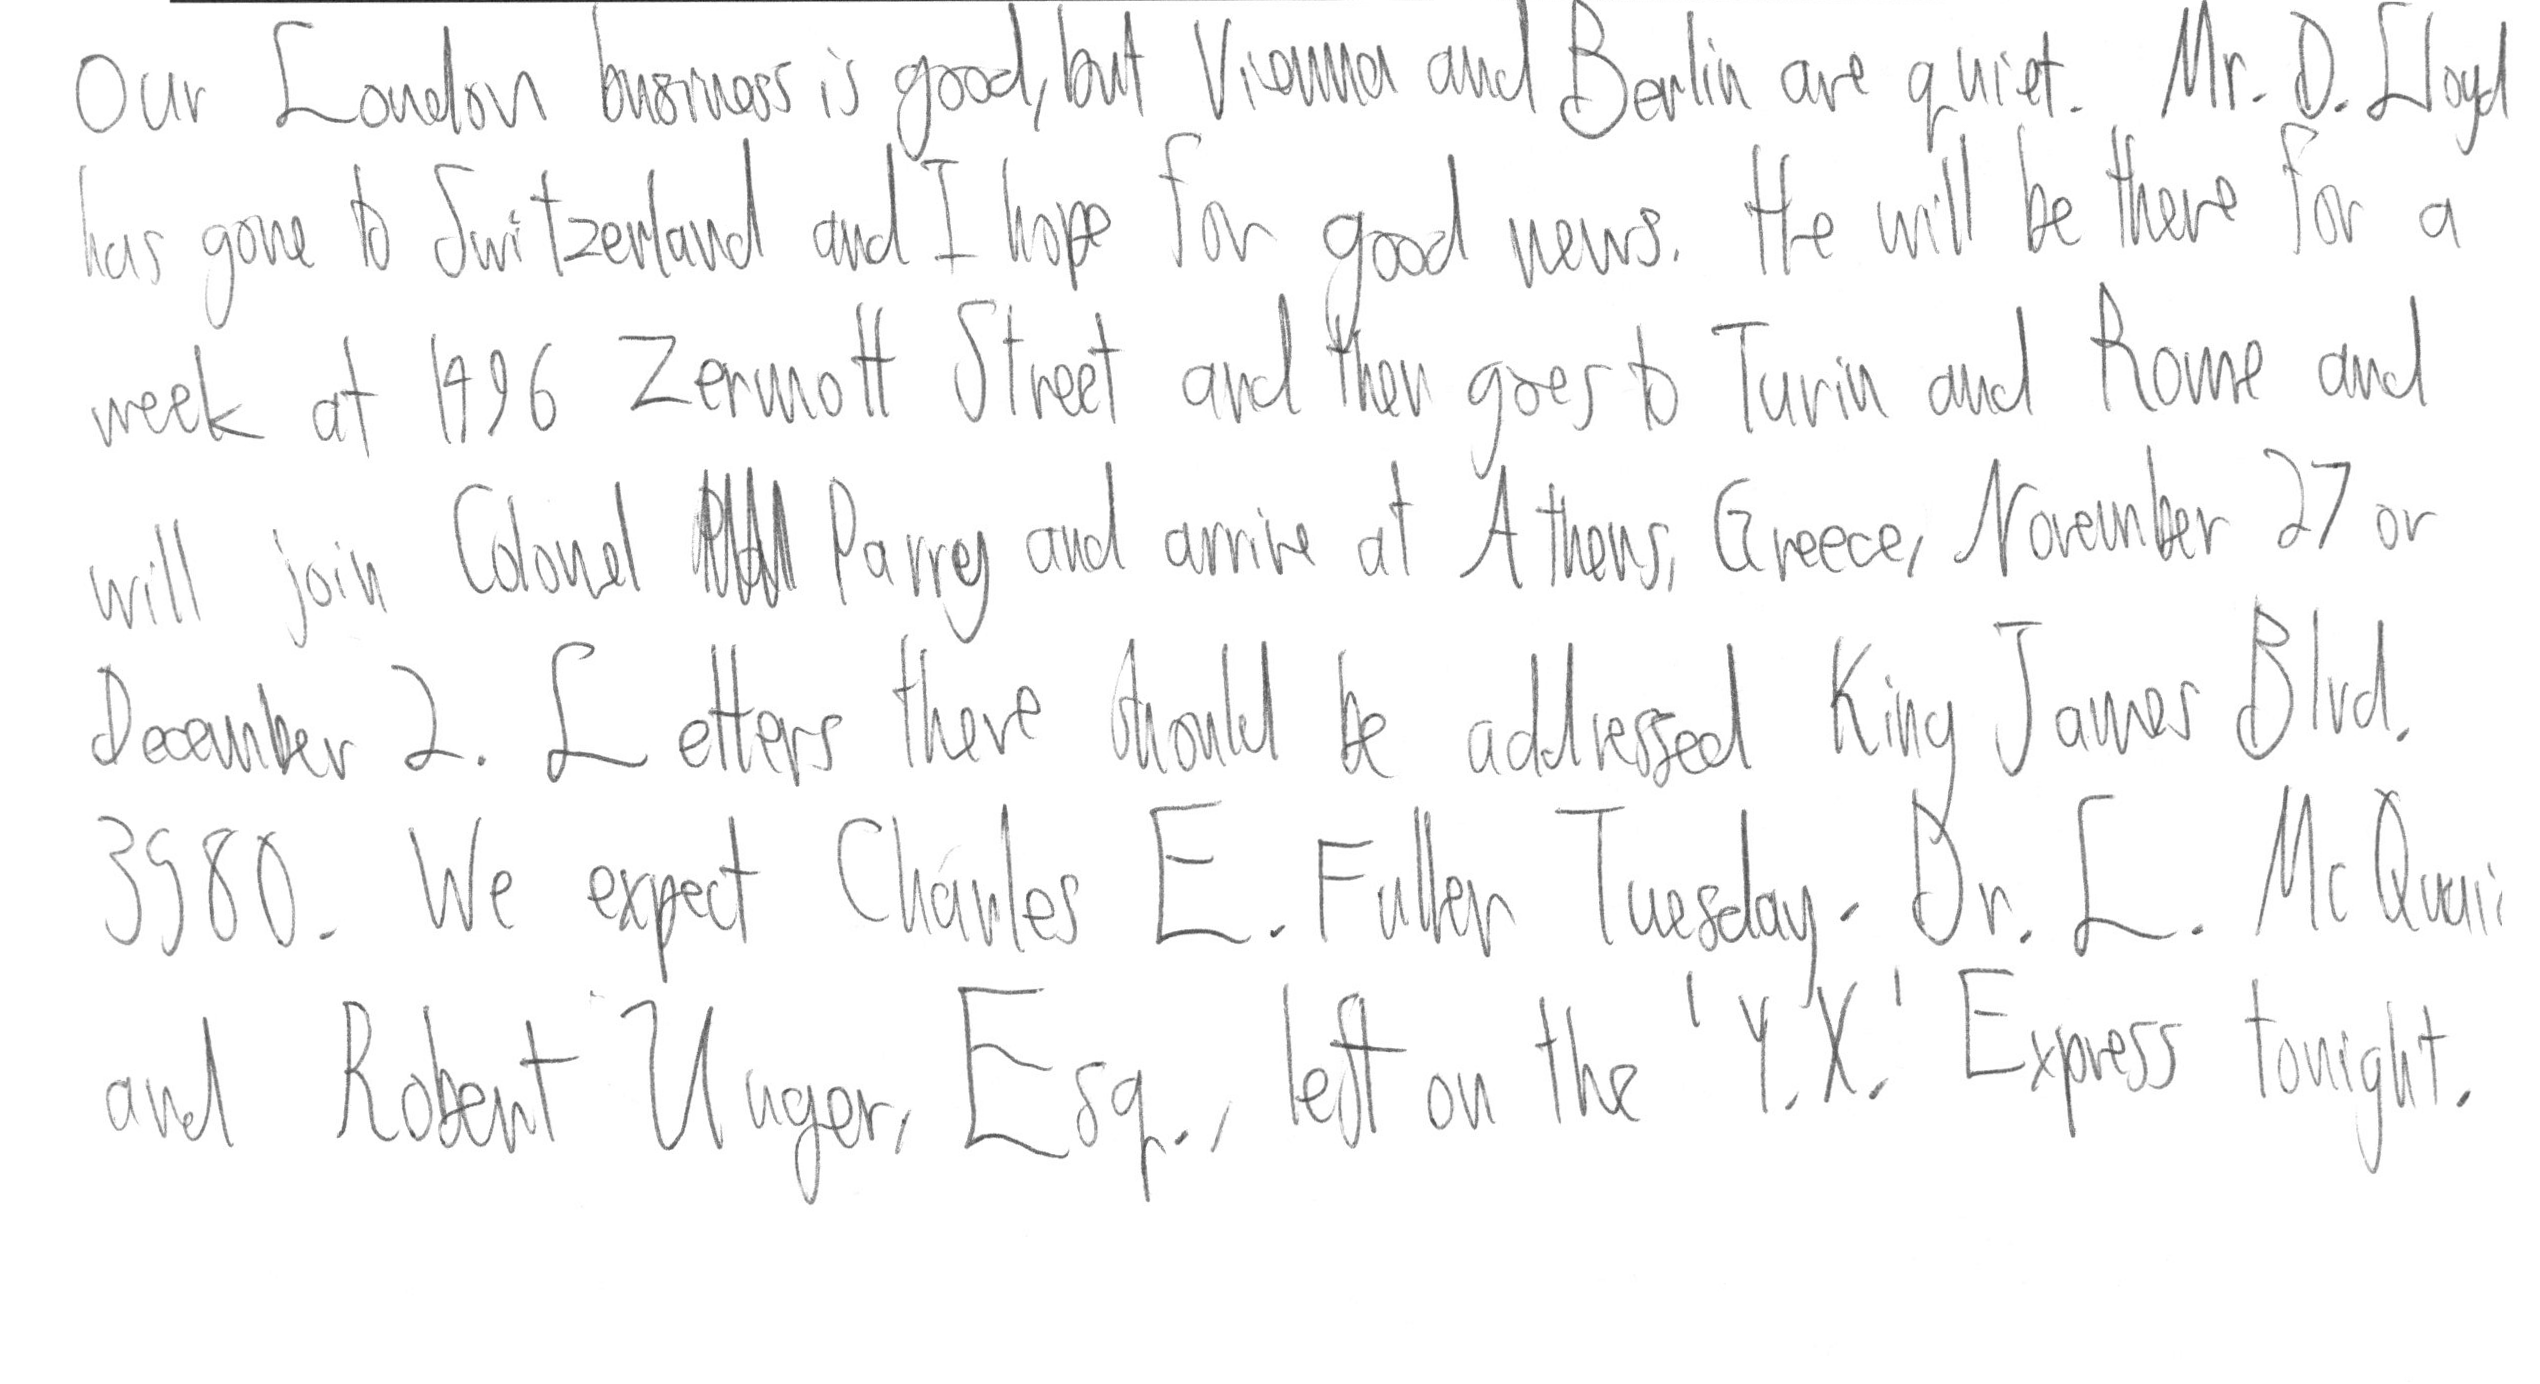 Our London business is good, but Vienna and Berlin are quiet. Mr. D. Lloyd
has gone to Switzerland and I hope for good news. He will be there for a
week at 1496 Zermott Street and then goes to Turin and Rome and
will join Colonel Parry and arrive at Athens, Greece, November 27 or
December 2. Letters there should be addressed King James Blvd.
3580. We expect Charles E. Fuller Tuesday. Dr. L. McQuai
and Robert Unger, Esq., left on the 'Y.X.' Express tonight.